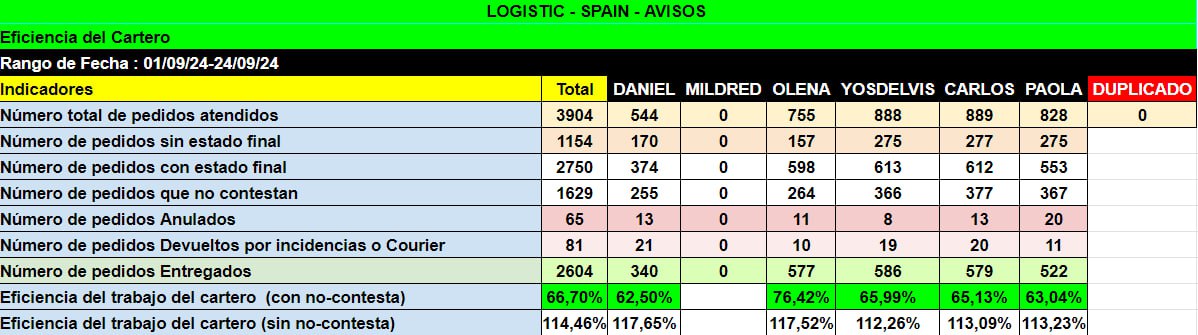 LOGISTIC - SPAIN - AVISOS
Eficiencia del Cartero
Rango de Fecha : 01/09/24-24/09/24
Indicadores Total DANIEL MILDRED OLENA YOSDELVIS CARLOS PAOLA DUPLICADO
Número total de pedidos atendidos 3904 544 0 755 888 889 828 0
Número de pedidos sin estado final 1154 170 0 157 275 277 275
Número de pedidos con estado final 2750 374 0 598 613 612 553
Número de pedidos que no contestan 1629 255 0 264 366 377 367
Número de pedidos Anulados 65 13 0 11 8 13 20
Número de pedidos Devueltos por incidencias o Courier 81 21 0 10 19 20 11
Número de pedidos Entregados 2604 340 0 577 586 579 522
Eficiencia del trabajo del cartero (con no-contesta) 66,70% 62,50% 76,42% 65,99% 65,13% 63,04%
Eficiencia del trabajo del cartero (sin no-contesta) 114,46% 117,65% 117,52% 112,26% 113,09% 113,23%